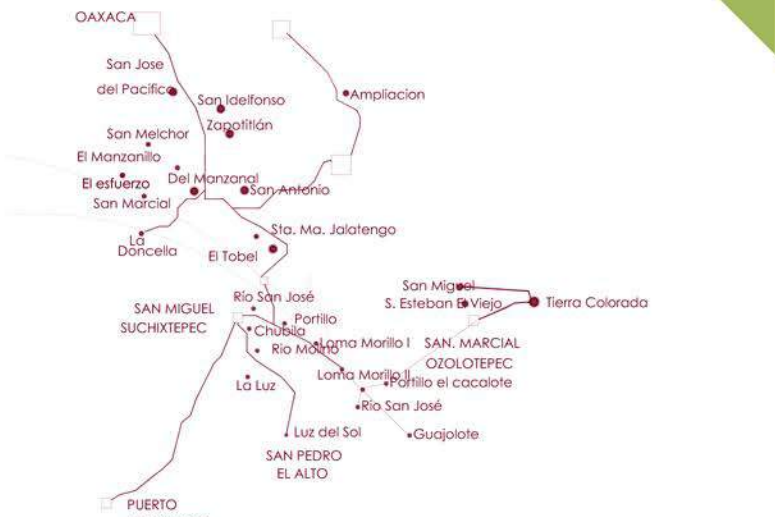 OAXACA
San Jose
del Pacifico
Ampliacion
San Idelfonso
Zapotitlán
San Melchor
El Manzanillo
El esfuerzo
Del Manzanal
San Antonio
San Marcial
La
Doncella
Sta. Ma. Jalatengo
El Tobel
San Miguel
S. Esteban El Viejo
Tierra Colorada
Rio San José
SAN MIGUEL
SUCHIXTEPEC
Portillo
Chubila
Rio Molino
Loma Morillo I
SAN. MARCIAL
OZOLOTEPEC
Loma Morillo II
Portillo el cacalote
La Luz
Rio San José
Luz del Sol
Guajolote
SAN PEDRO
EL ALTO
PUERTO